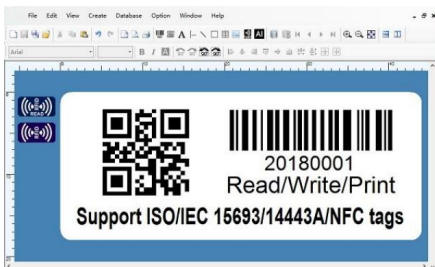 File Edit View Create Database Option Window Help
Arial
READ
20180001
Read/Write/Print
Support ISO/IEC 15693/14443A/NFC tags